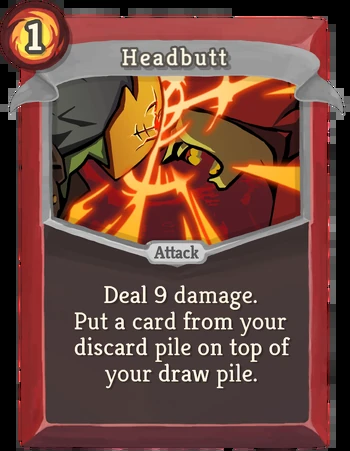 1
Headbutt
Attack
Deal 9 damage.
Put a card from your
discard pile on top of
your draw pile.